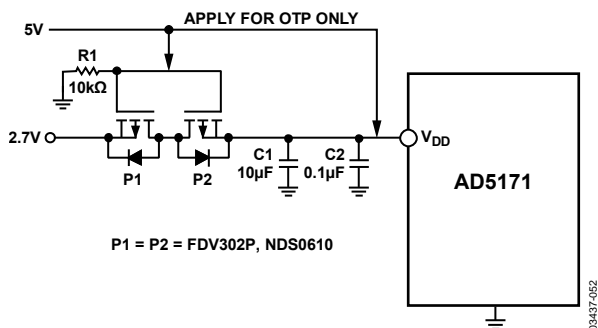 APPLY FOR OTP ONLY
5V
R1
10kΩ
2.7V
P1
P2
C1
10µF
C2
0.1µF
VDD
AD5171
P1 = P2 = FDV302P, NDS0610
03437-052